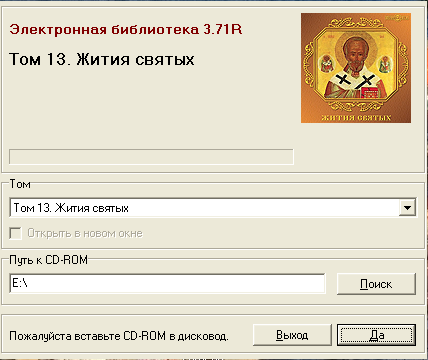 Электронная библиотека 3.71R
Том 13. Жития святых
ЖИТИЯ СВЯТЫХ
Том
Том 13. Жития святых
Открыть в новом окне
Путь к CD-ROM
E:\
Поиск
Пожалуйста вставьте CD-ROM в дисковод.
Выход
Да